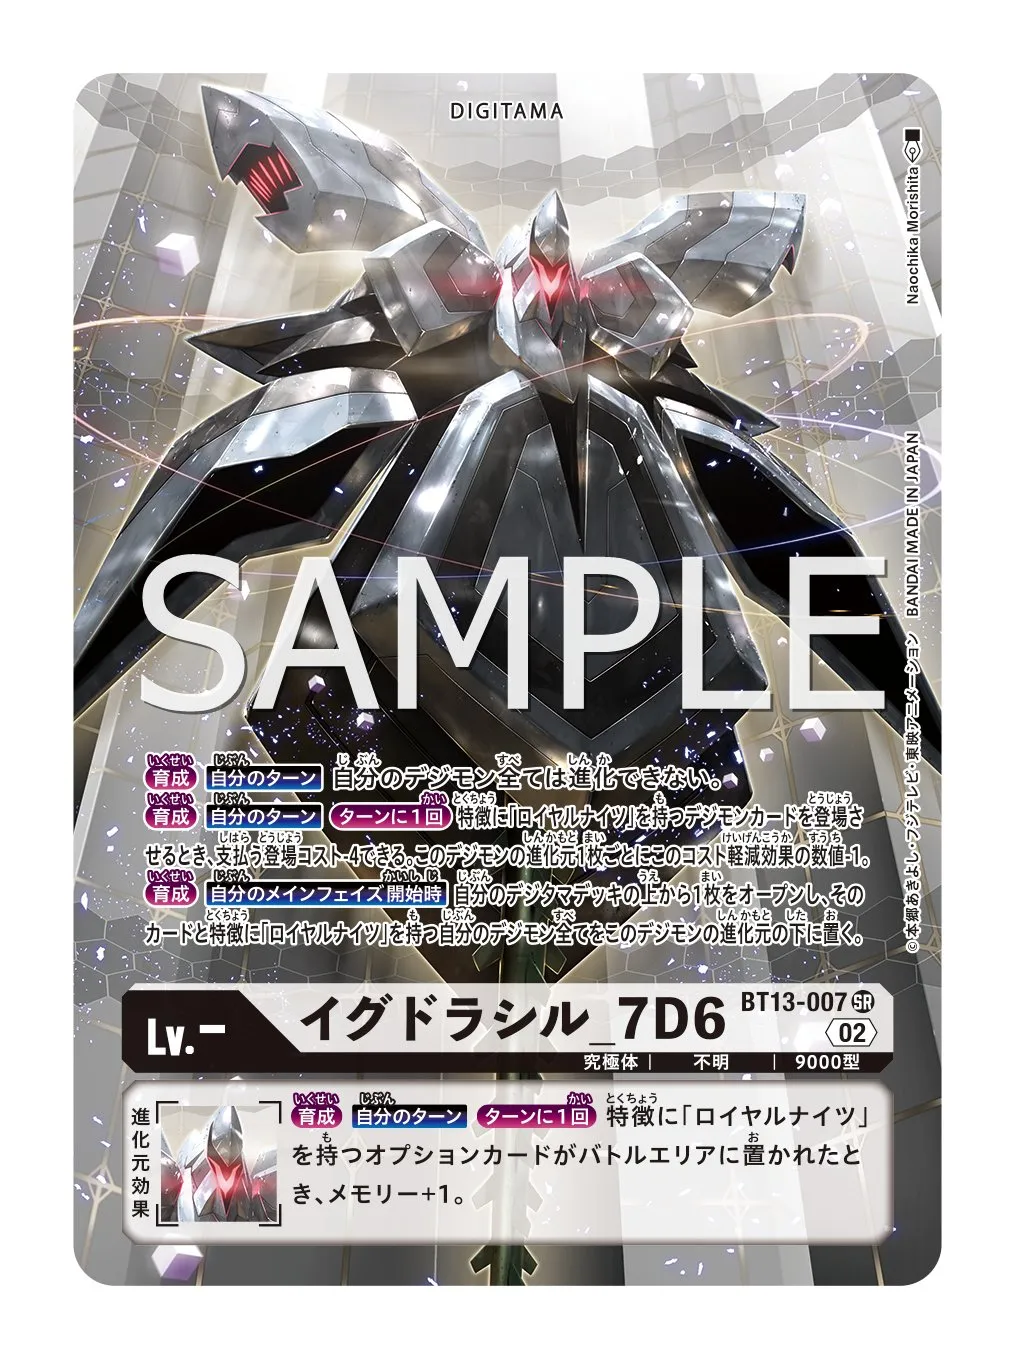 DIGITAMA
Naochika Morishita
SAMPLE
育成 自分のターン 自分のデジモン全ては進化できない。
育成 自分のターン ターンに1回 特徴に「ロイヤルナイツ」を持つデジモンカードを登場さ
せるとき、支払う登場コスト-4できる。このデジモンの進化元1枚ごとにこのコスト軽減効果の数値-1。
育成 自分のメインフェイズ開始時 自分のデジタマデッキの上から1枚をオープンし、その
カードと特徴に「ロイヤルナイツ」を持つ自分のデジモン全てをこのデジモンの進化元の下に置く。
©本郷あきよし・フジテレビ・東映アニメーション BANDAI MADE IN JAPAN
Lv.-
イグドラシル_7D6
BT13-007 SR
02
究極体 | 不明 | 9000型
進化元効果
育成 自分のターン ターンに1回 特徴に「ロイヤルナイツ」
を持つオプションカードがバトルエリアに置かれたと
き、メモリー+1。